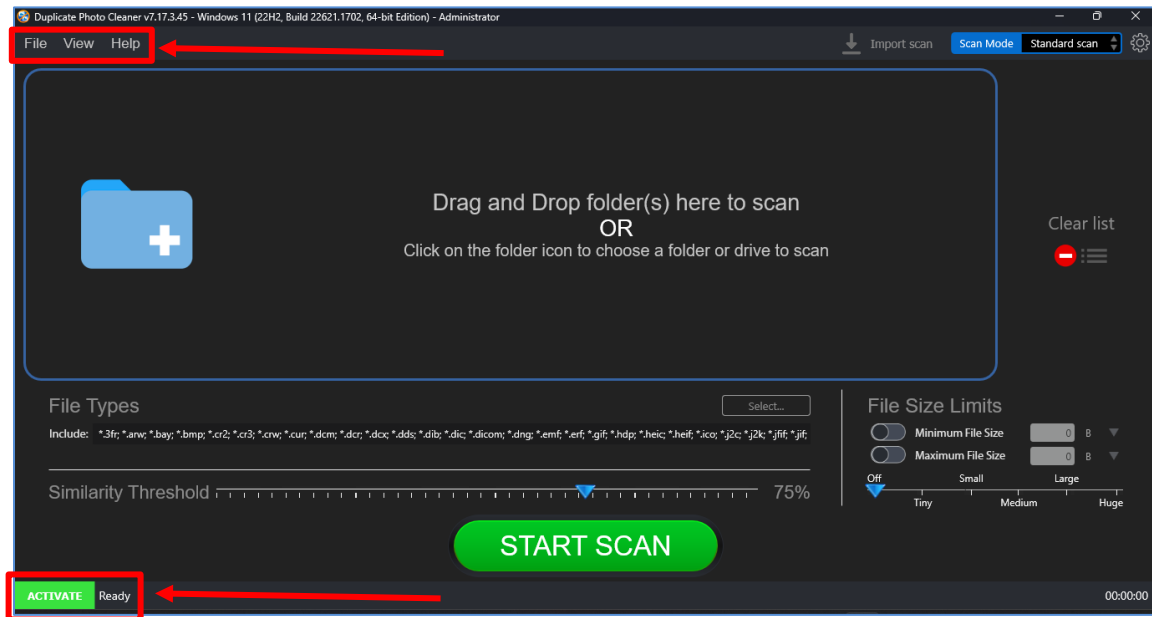 Duplicate Photo Cleaner v7.17.3.45 - Windows 11 (22H2, Build 22621.1702, 64-bit Edition) - Administrator
File View Help
Import scan
Scan Mode Standard scan
Drag and Drop folder(s) here to scan
OR
Click on the folder icon to choose a folder or drive to scan
Clear list
File Types
Select...
Include: *.3fr; *.arw; *.bay; *.bmp; *.cr2; *.cr3; *.crw; *.cur; *.dcm; *.dcr; *.dcx; *.dds; *.dib; *.dic; *.dicom; *.dng; *.emf; *.erf; *.gif; *.hdp; *.heic; *.heif; *.ico; *.j2c; *.j2k; *.jfif; *.jif;
Similarity Threshold 75%
File Size Limits
Minimum File Size 0 B
Maximum File Size 0 B
Off Small Large
Tiny Medium Huge
START SCAN
ACTIVATE Ready
00:00:00